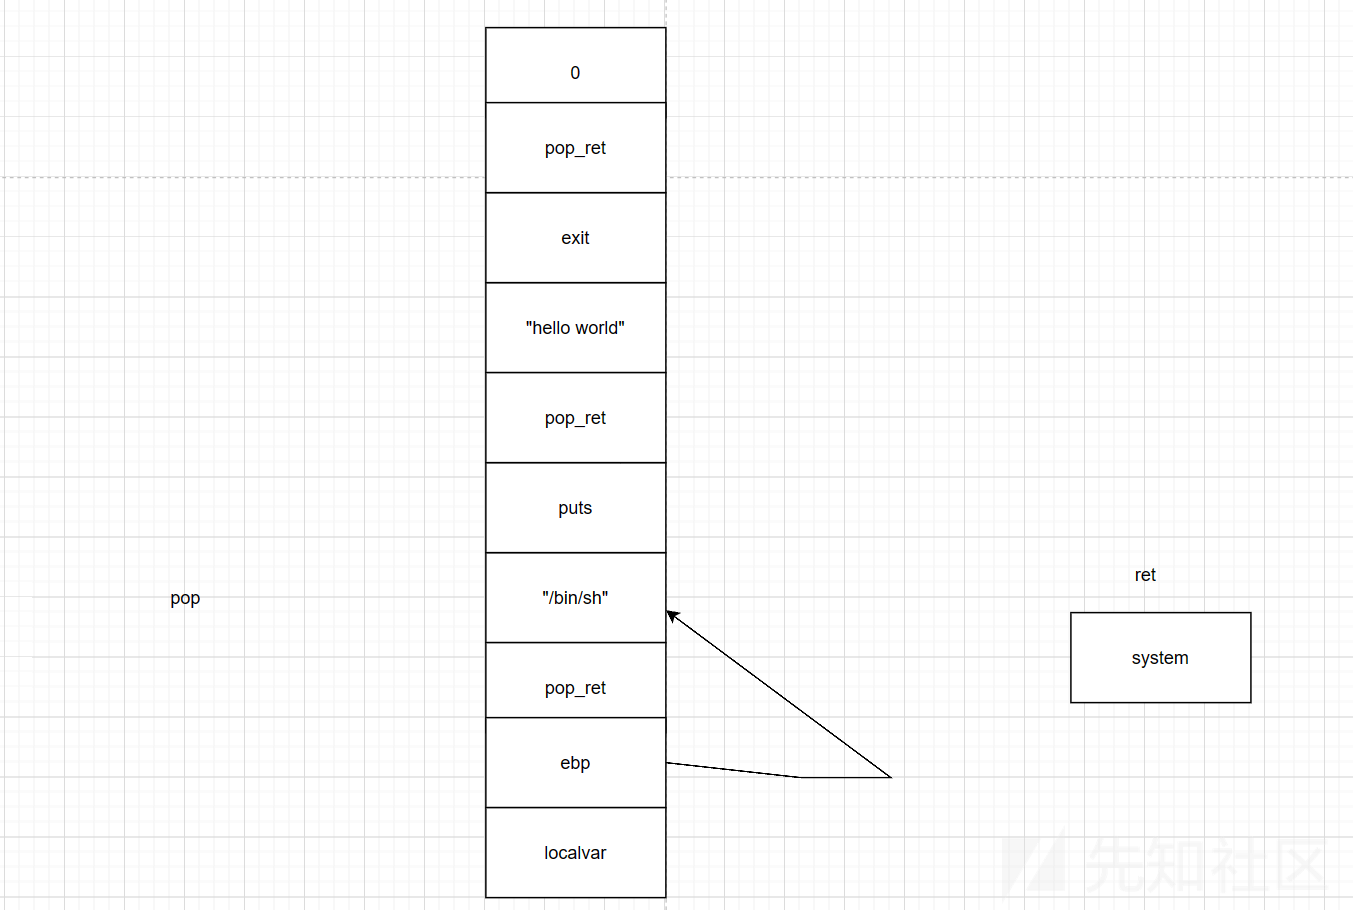 0
pop_ret
exit
"hello world"
pop_ret
puts
ret
pop
"/bin/sh"
system
pop_ret
ebp
localvar
先知社区